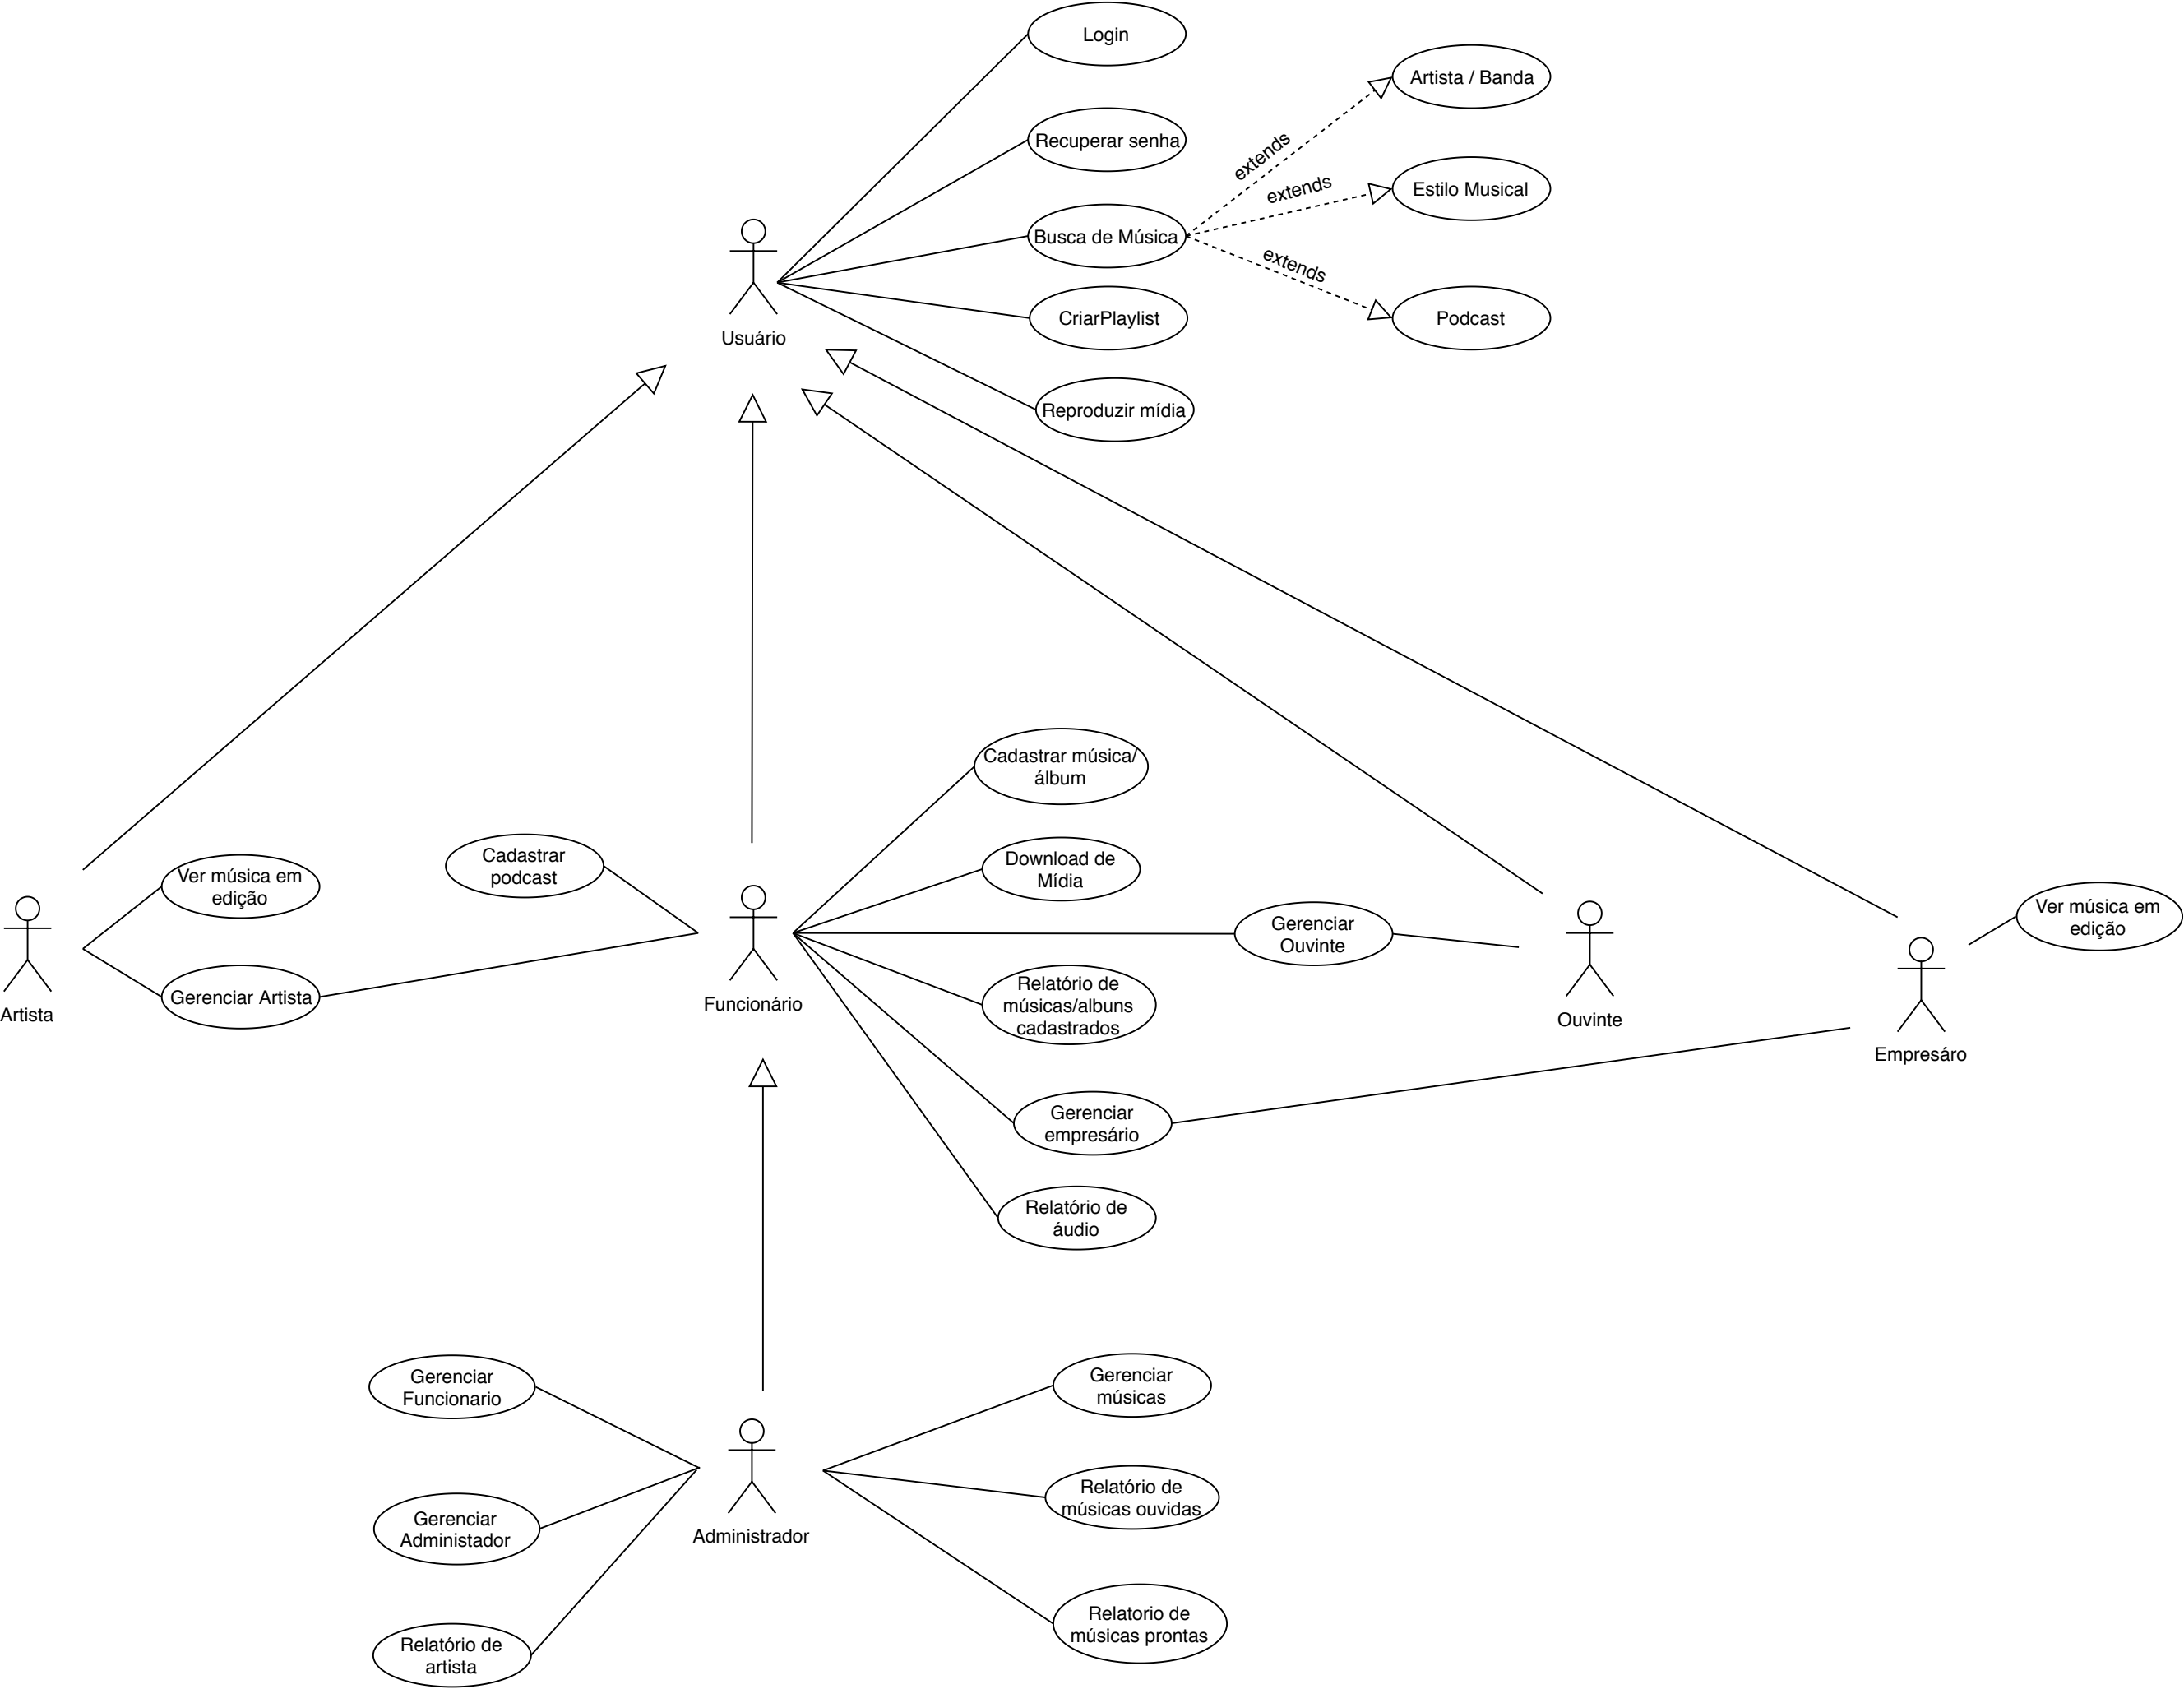 Login
Artista / Banda
Recuperar senha
extends
extends
Estilo Musical
Busca de Música
extends
CriarPlaylist
Podcast
Usuário
Reproduzir mídia
Cadastrar música/
álbum
Cadastrar
podcast
Download de
Mídia
Ver música em
edição
Ver música em
edição
Gerenciar
Ouvinte
Gerenciar Artista
Artista
Funcionário
Relatório de
músicas/albuns
cadastrados
Ouvinte
Empresáro
Gerenciar
empresário
Relatório de
áudio
Gerenciar
Funcionario
Gerenciar
músicas
Gerenciar
Administador
Relatório de
músicas ouvidas
Administrador
Relatório de
artista
Relatorio de
músicas prontas